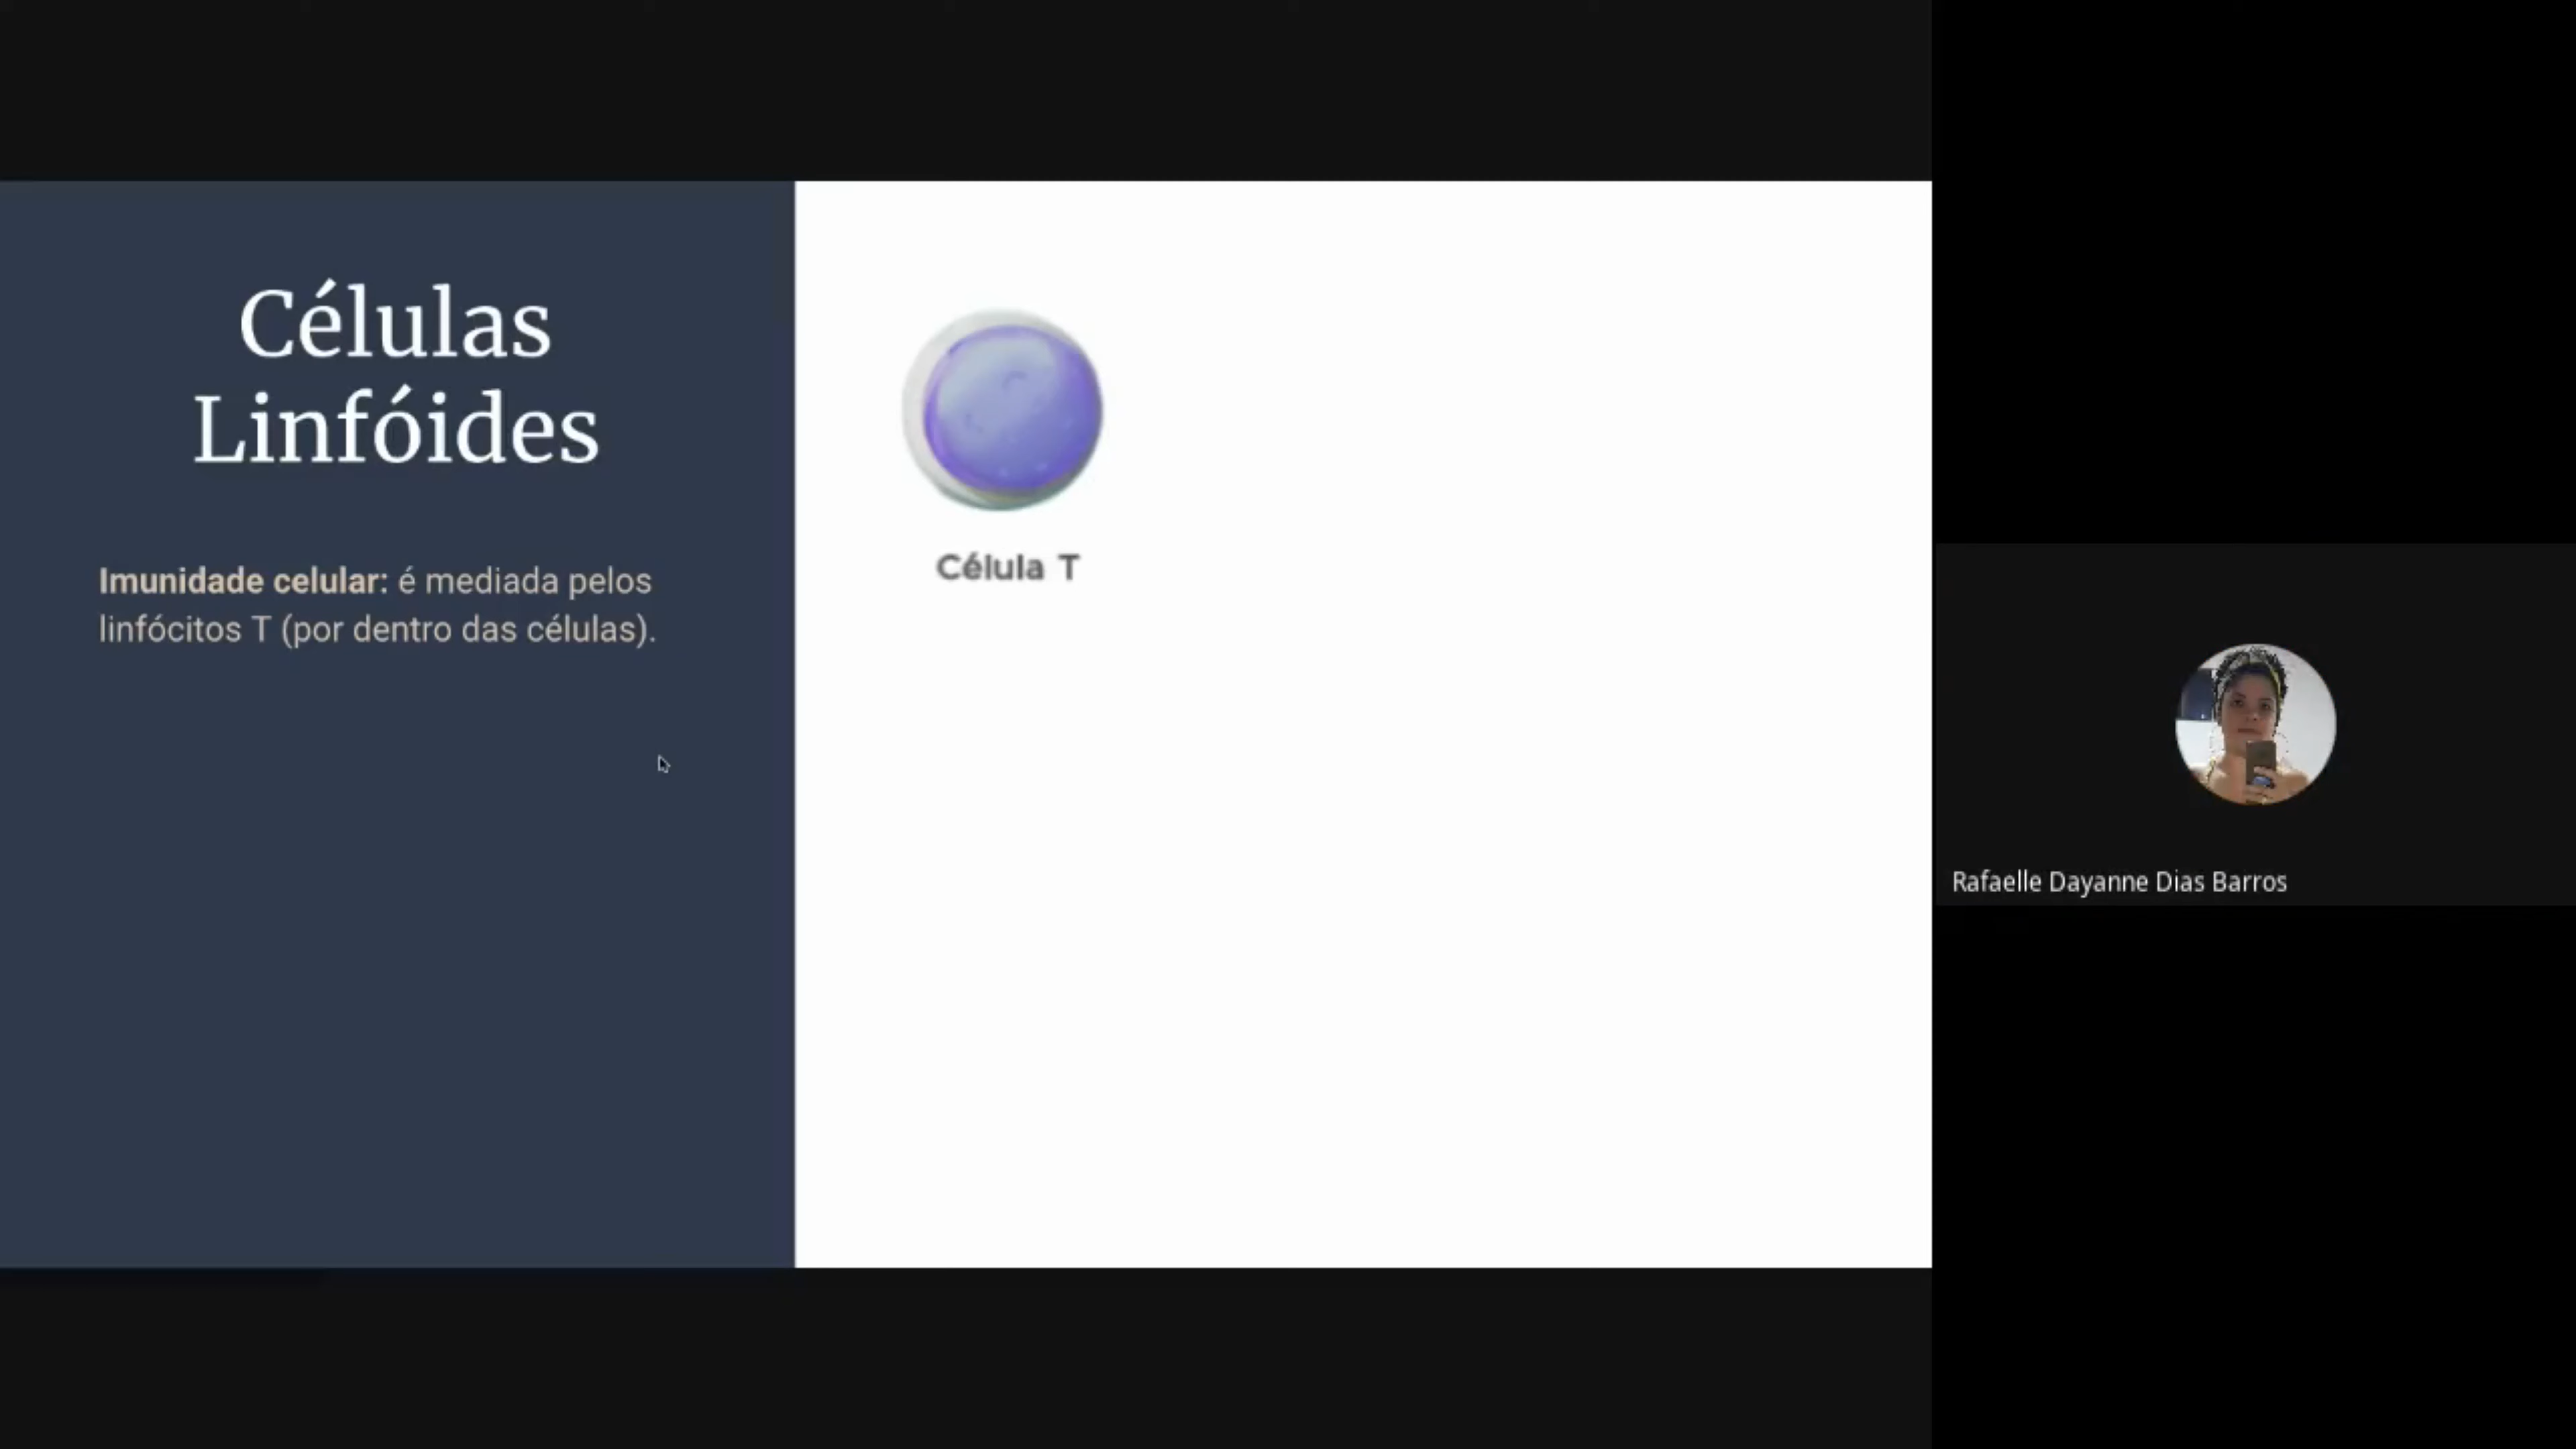 Células
Linfóides
Imunidade celular: é mediada pelos
linfócitos T (por dentro das células).
Célula T
Rafaelle Dayanne Dias Barros